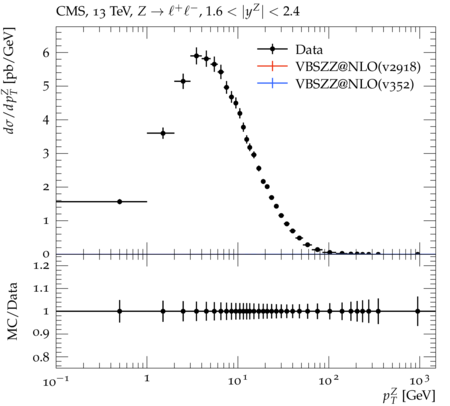 CMS, 13 TeV, Z → ℓ⁺ℓ⁻, 1.6 < |y^Z| < 2.4
dσ/dp_T^Z [pb/GeV]
Data
VBSZZ@NLO(v2918)
VBSZZ@NLO(v352)
6
5
4
3
2
1
0
MC/Data
1.2
1.1
1
0.9
0.8
10⁻¹ 1 10¹ 10² 10³
p_T^Z [GeV]